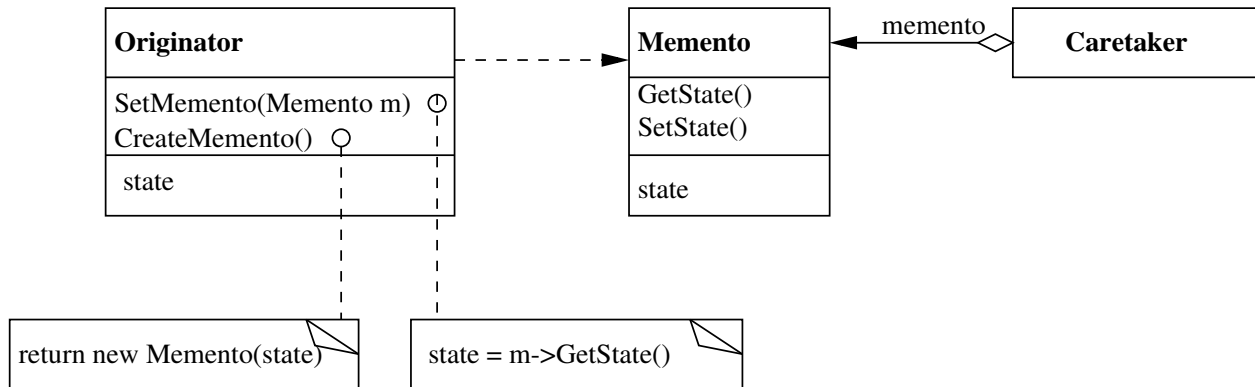 Originator
SetMemento(Memento m)
CreateMemento()
state
Memento
GetState()
SetState()
state
memento
Caretaker
return new Memento(state)
state = m->GetState()